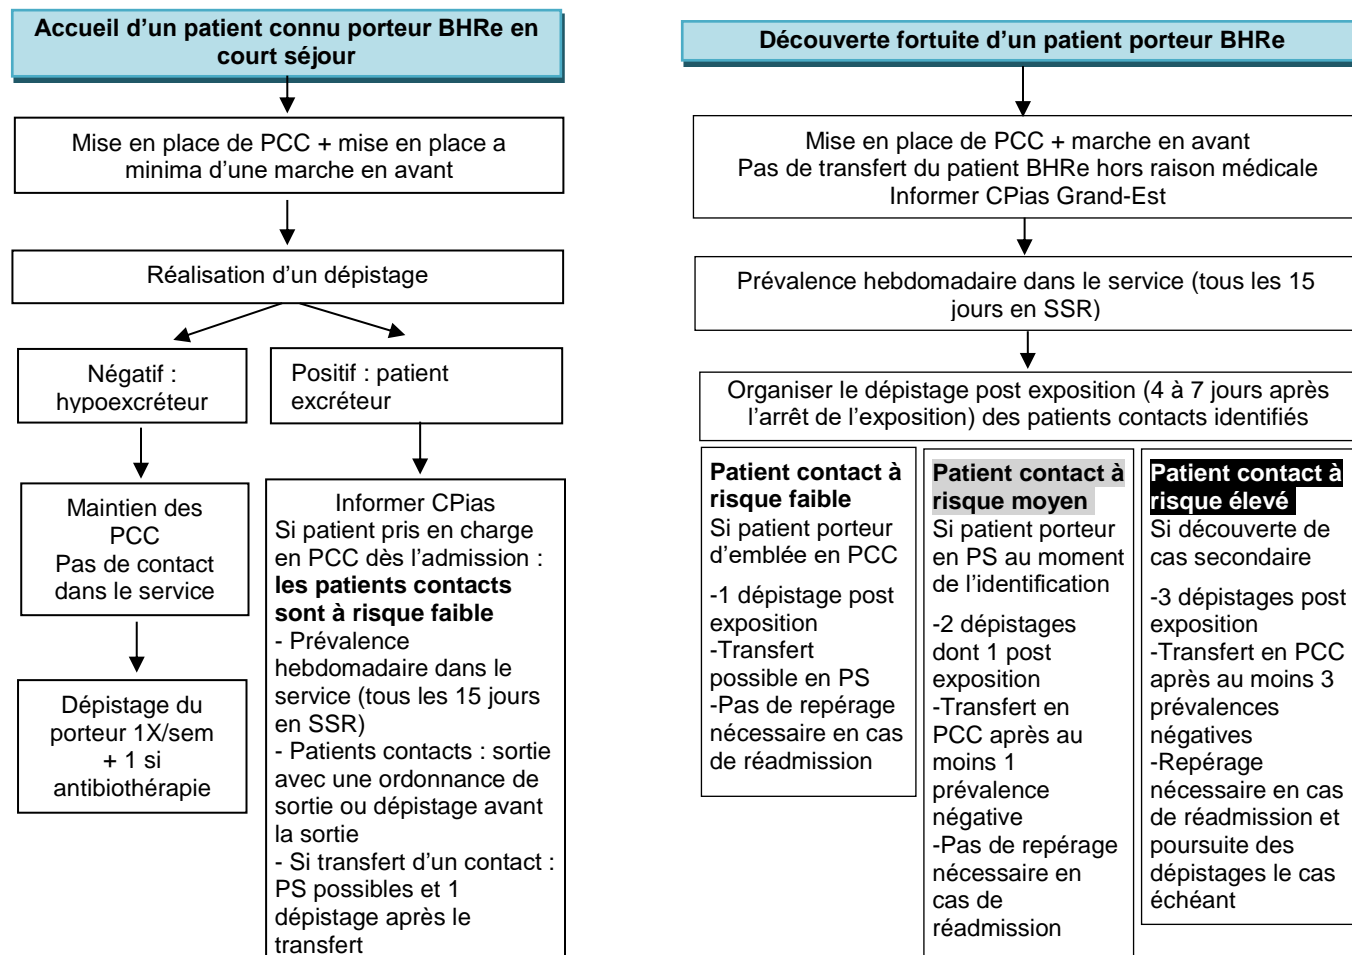 Accueil d’un patient connu porteur BHRe en
court séjour
Mise en place de PCC + mise en place a
minima d’une marche en avant
Réalisation d’un dépistage
Négatif :
hypoexcréteur
Positif : patient
excréteur
Maintien des
PCC
Pas de contact
dans le service
Dépistage du
porteur 1X/sem
+ 1 si
antibiothérapie
Informer CPias
Si patient pris en charge
en PCC dès l’admission :
les patients contacts
sont à risque faible
- Prévalence
hebdomadaire dans le
service (tous les 15 jours
en SSR)
- Patients contacts : sortie
avec une ordonnance de
sortie ou dépistage avant
la sortie
- Si transfert d’un contact :
PS possibles et 1
dépistage après le
transfert
Découverte fortuite d’un patient porteur BHRe
Mise en place de PCC + marche en avant
Pas de transfert du patient BHRe hors raison médicale
Informer CPias Grand-Est
Prévalence hebdomadaire dans le service (tous les 15
jours en SSR)
Organiser le dépistage post exposition (4 à 7 jours après
l’arrêt de l’exposition) des patients contacts identifiés
Patient contact à
risque faible
Si patient porteur
d’emblée en PCC
-1 dépistage post
exposition
-Transfert
possible en PS
-Pas de repérage
nécessaire en cas
de réadmission
Patient contact à
risque moyen
Si patient porteur
en PS au moment
de l’identification
-2 dépistages
dont 1 post
exposition
-Transfert en
PCC après au
moins 1
prévalence
négative
-Pas de repérage
nécessaire en
cas de
réadmission
Patient contact à
risque élevé
Si découverte de
cas secondaire
-3 dépistages post
exposition
-Transfert en PCC
après au moins 3
prévalences
négatives
-Repérage
nécessaire en cas
de réadmission et
poursuite des
dépistages le cas
échéant